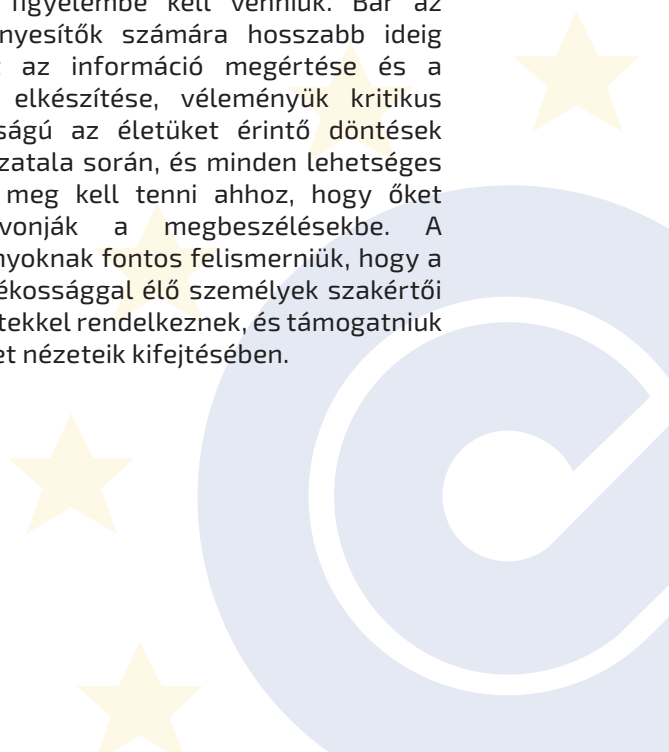 figyelembe kell venniük. Bár az
nyesítők számára hosszabb ideig
az információ megértése és a
elkészítése, véleményük kritikus
ságú az életüket érintő döntések
zatala során, és minden lehetséges
meg kell tenni ahhoz, hogy őket
vonják a megbeszélésekbe. A
nyoknak fontos felismerniük, hogy a
ékossággal élő személyek szakértői
tekkel rendelkeznek, és támogatniuk
et nézeteik kifejtésében.